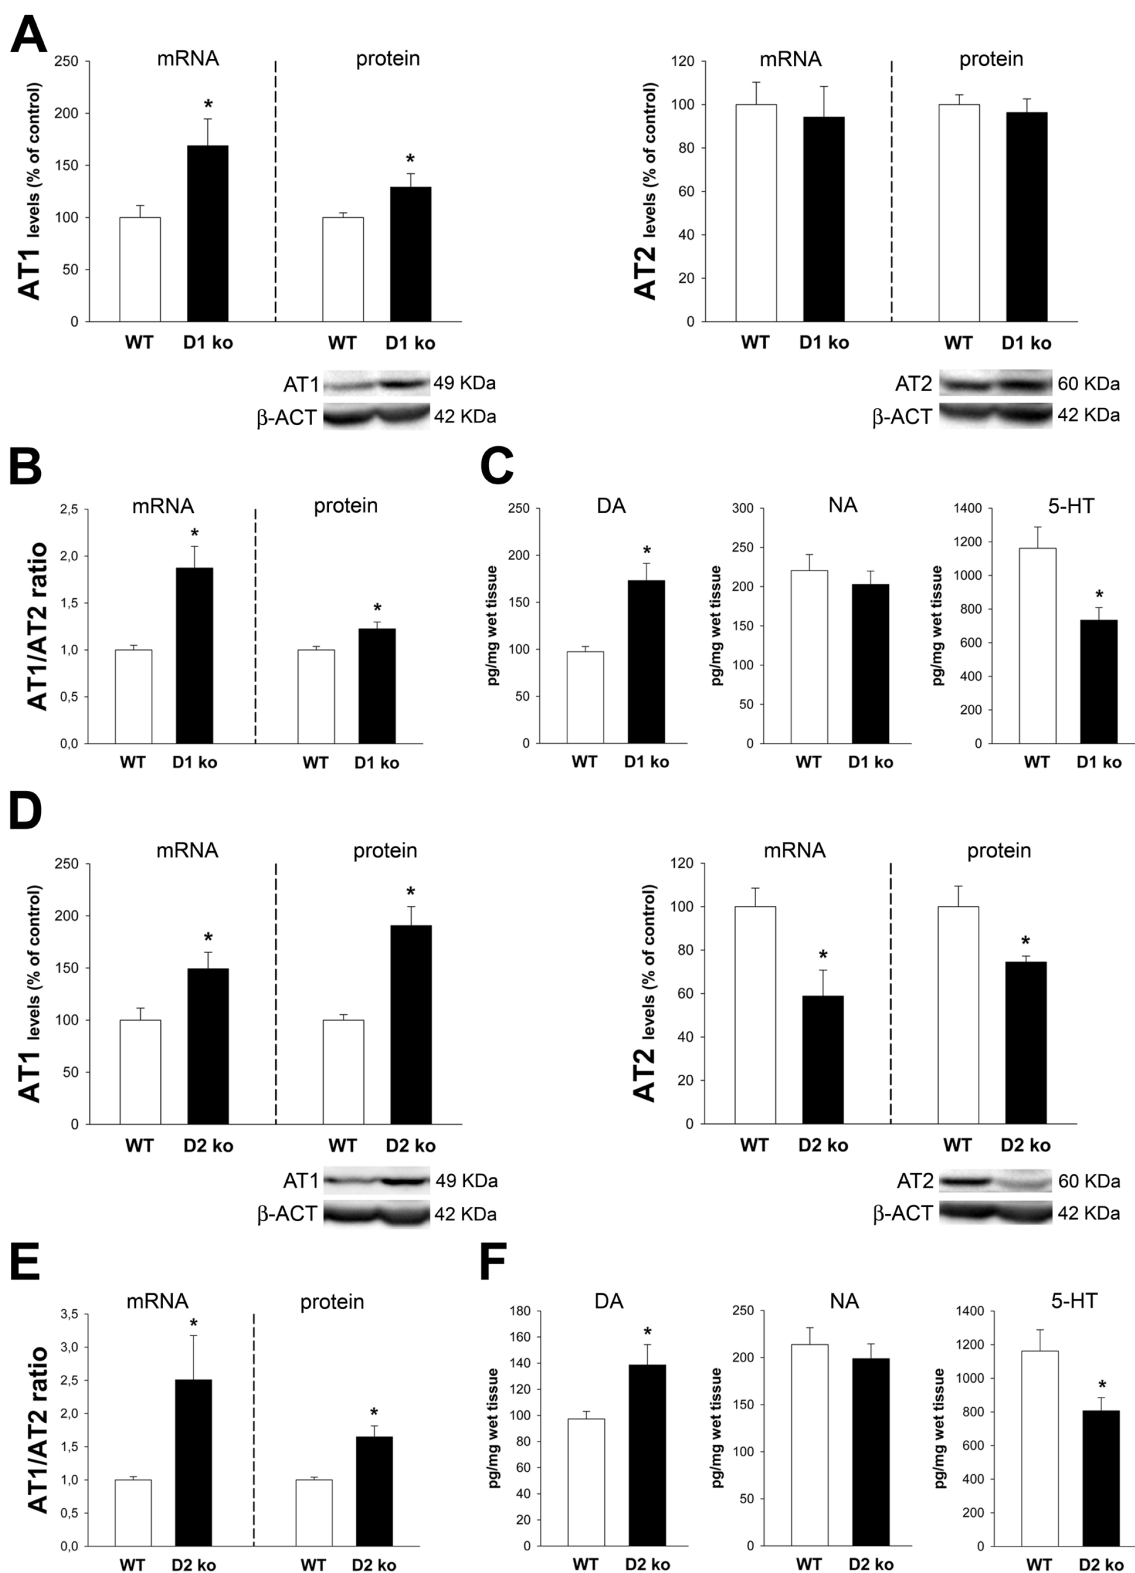 A
mRNA protein
AT1 levels (% of control)
250
200
150
100
50
0
* *
WT D1 ko WT D1 ko
AT1 49 KDa
β-ACT 42 KDa
mRNA protein
AT2 levels (% of control)
120
100
80
60
40
20
0
WT D1 ko WT D1 ko
AT2 60 KDa
β-ACT 42 KDa
B
mRNA protein
AT1/AT2 ratio
2,5
2,0
1,5
1,0
0,5
0,0
* *
WT D1 ko WT D1 ko
C
DA
pg/mg wet tissue
250
200
150
100
50
0
*
WT D1 ko
NA
pg/mg wet tissue
300
250
200
150
100
50
0
WT D1 ko
5-HT
pg/mg wet tissue
1400
1200
1000
800
600
400
200
0
*
WT D1 ko
D
mRNA protein
AT1 levels (% of control)
250
200
150
100
50
0
* *
WT D2 ko WT D2 ko
AT1 49 KDa
β-ACT 42 KDa
mRNA protein
AT2 levels (% of control)
120
100
80
60
40
20
0
* *
WT D2 ko WT D2 ko
AT2 60 KDa
β-ACT 42 KDa
E
mRNA protein
AT1/AT2 ratio
3,5
3,0
2,5
2,0
1,5
1,0
0,5
0,0
* *
WT D2 ko WT D2 ko
F
DA
pg/mg wet tissue
180
160
140
120
100
80
60
40
20
0
*
WT D2 ko
NA
pg/mg wet tissue
250
200
150
100
50
0
WT D2 ko
5-HT
pg/mg wet tissue
1400
1200
1000
800
600
400
200
0
*
WT D2 ko